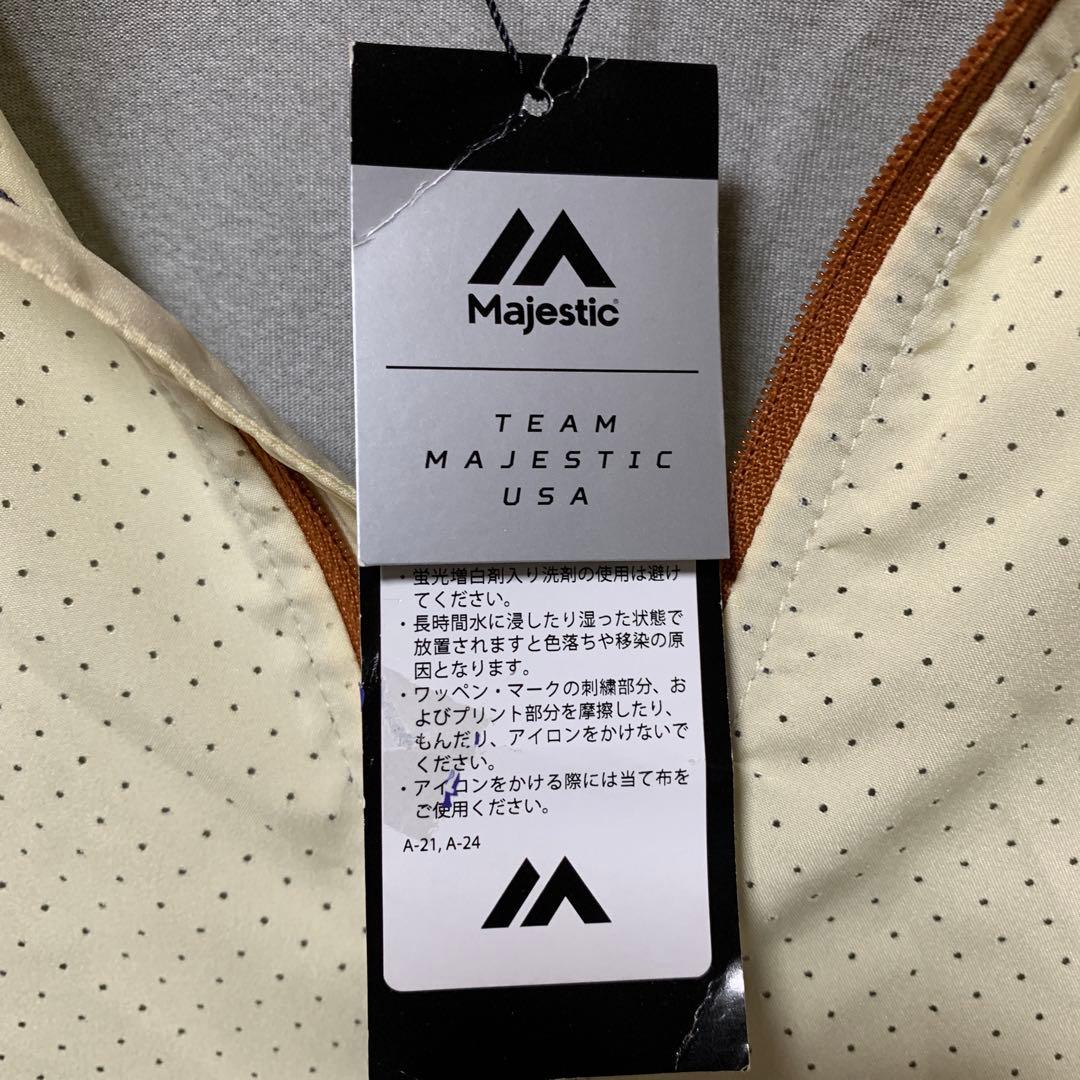 Majestic®
TEAM
MAJESTIC
USA
・蛍光増白剤入り洗剤の使用は避け
てください。
・長時間水に浸したり湿った状態で
放置されますと色落ちや移染の原
因となります。
・ワッペン・マークの刺繍部分、お
よびプリント部分を摩擦したり、
もんだり、アイロンをかけないで
ください。
・アイロンをかける際には当て布を
ご使用ください。
A-21, A-24